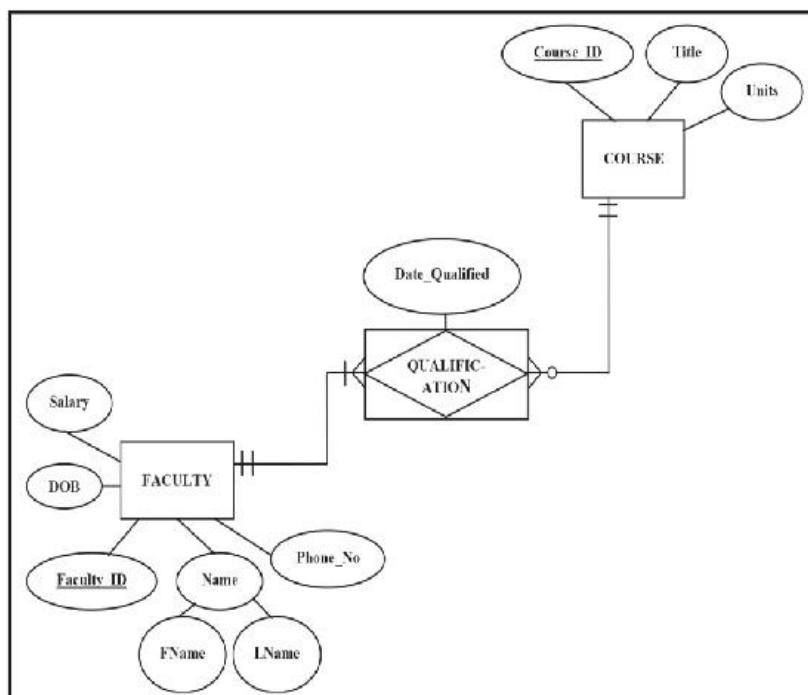 Course_ID
Title
Units
COURSE
Date_Qualified
QUALIFIC-
ATION
Salary
DOB
FACULTY
Faculty_ID
Name
Phone_No
FName
LName